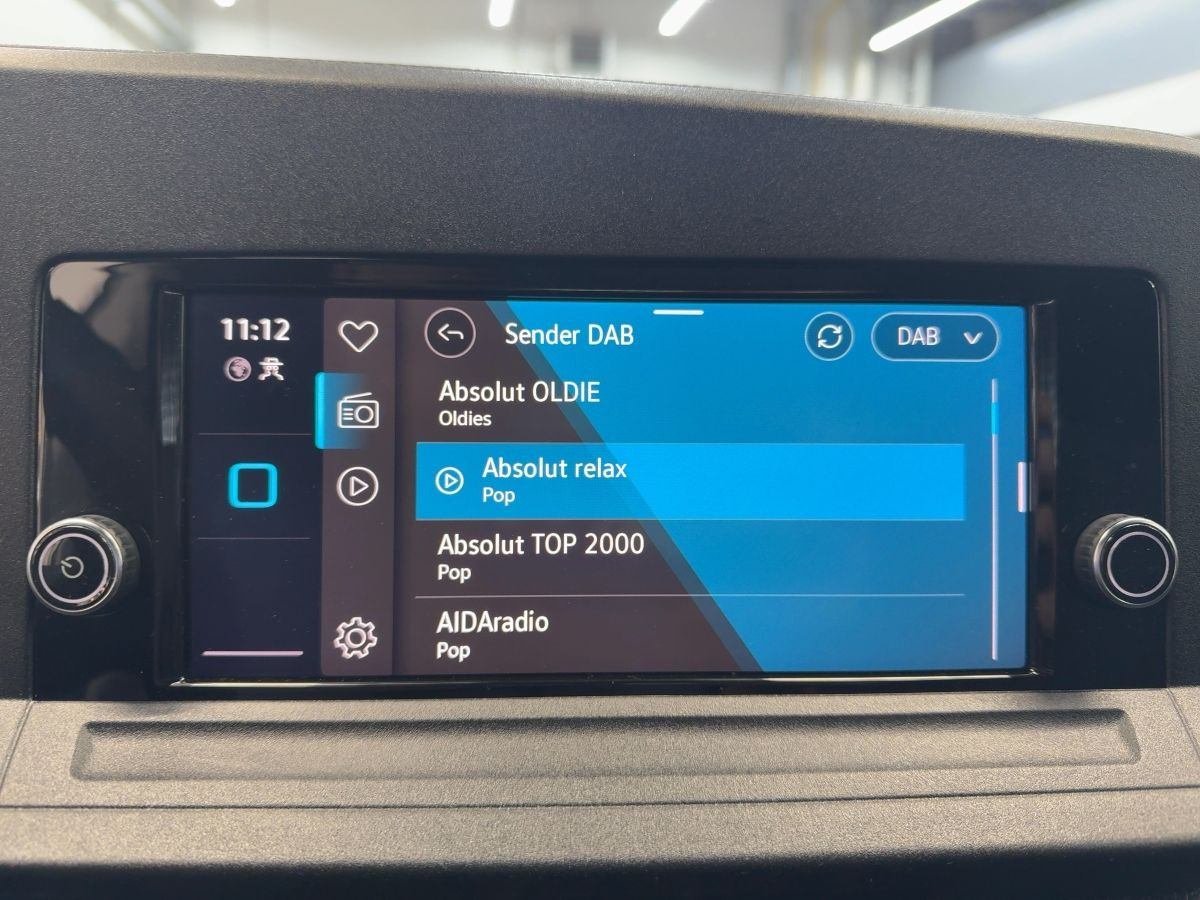 11:12
Sender DAB
DAB
Absolut OLDIE
Oldies
Absolut relax
Pop
Absolut TOP 2000
Pop
AIDAradio
Pop